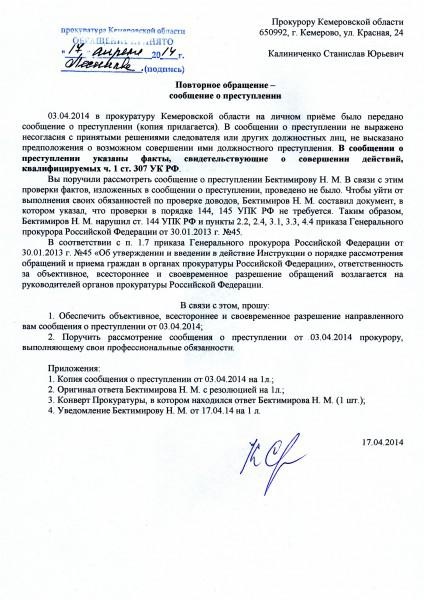 прокуратура Кемеровской области
ОБРАЩЕНИЕ ПРИНЯТО
"17" апреля 2014 г.
(подпись)
Прокурору Кемеровской области
650992, г. Кемерово, ул. Красная, 24
Калиниченко Станислав Юрьевич
Повторное обращение –
сообщение о преступлении
03.04.2014 в прокуратуру Кемеровской области на личном приёме было передано
сообщение о преступлении (копия прилагается). В сообщении о преступлении не выражено
несогласия с принятыми решениями следователя или других должностных лиц, не высказано
предположения о возможном совершении ими должностного преступления. В сообщении о
преступлении указаны факты, свидетельствующие о совершении действий,
квалифицируемых ч. 1 ст. 307 УК РФ.
Вы поручили рассмотреть сообщение о преступлении Бектимирову Н. М. В связи с этим
проверки фактов, изложенных в сообщении о преступлении, проведено не было. Чтобы уйти от
выполнения своих обязанностей по проверке доводов, Бектимиров Н. М. составил документ, в
котором указал, что проверки в порядке 144, 145 УПК РФ не требуется. Таким образом,
Бектимиров Н. М. нарушил ст. 144 УПК РФ и пункты 2.2, 2.4, 3.1, 3.3, 4.4 приказа Генерального
прокурора Российской Федерации от 30.01.2013 г. №45.
В соответствии с п. 1.7 приказа Генерального прокурора Российской Федерации от
30.01.2013 г. №45 «Об утверждении и введении в действие Инструкции о порядке рассмотрения
обращений и приема граждан в органах прокуратуры Российской Федерации», ответственность
за объективное, всестороннее и своевременное разрешение обращений возлагается на
руководителей органов прокуратуры Российской Федерации.
В связи с этим, прошу:
1. Обеспечить объективное, всестороннее и своевременное разрешение направленного
вам сообщения о преступлении от 03.04.2014;
2. Поручить рассмотрение сообщения о преступлении от 03.04.2014 прокурору,
выполняющему свои профессиональные обязанности.
Приложения:
1. Копия сообщения о преступлении от 03.04.2014 на 1л.;
2. Оригинал ответа Бектимирова Н. М. с резолюцией на 1л.;
3. Конверт Прокуратуры, в котором находился ответ Бектимирова Н. М. (1 шт.);
4. Уведомление Бектимирову Н. М. от 17.04.14 на 1 л.
17.04.2014